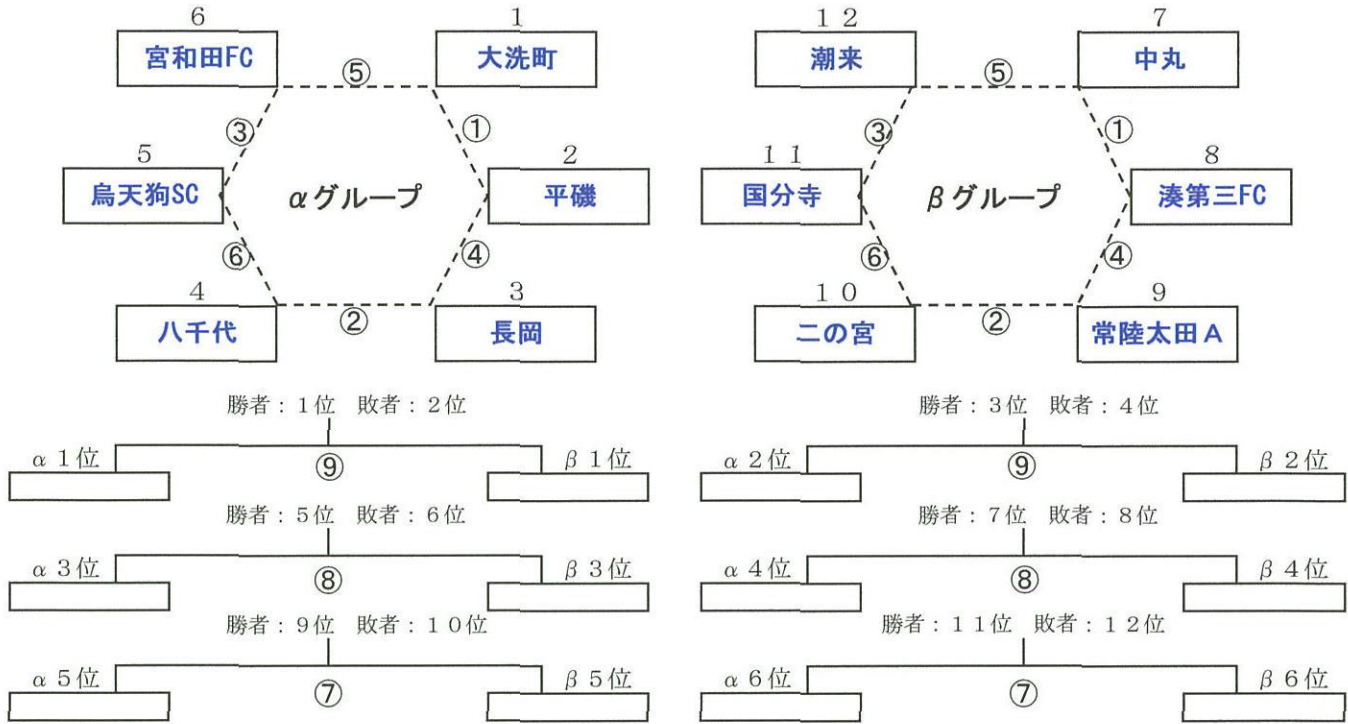 6 1 12 7
宮和田FC ⑤ 大洗町 潮来 ⑤ 中丸
③ ① ③ ①
5 2 11 8
烏天狗SC αグループ 平磯 国分寺 βグループ 湊第三FC
⑥ ④ ⑥ ④
4 3 10 9
八千代 ② 長岡 二の宮 ② 常陸太田A
勝者:1位 敗者:2位 勝者:3位 敗者:4位
α1位 ⑨ β1位 α2位 ⑨ β2位
勝者:5位 敗者:6位 勝者:7位 敗者:8位
α3位 ⑧ β3位 α4位 ⑧ β4位
勝者:9位 敗者:10位 勝者:11位 敗者:12位
α5位 ⑦ β5位 α6位 ⑦ β6位